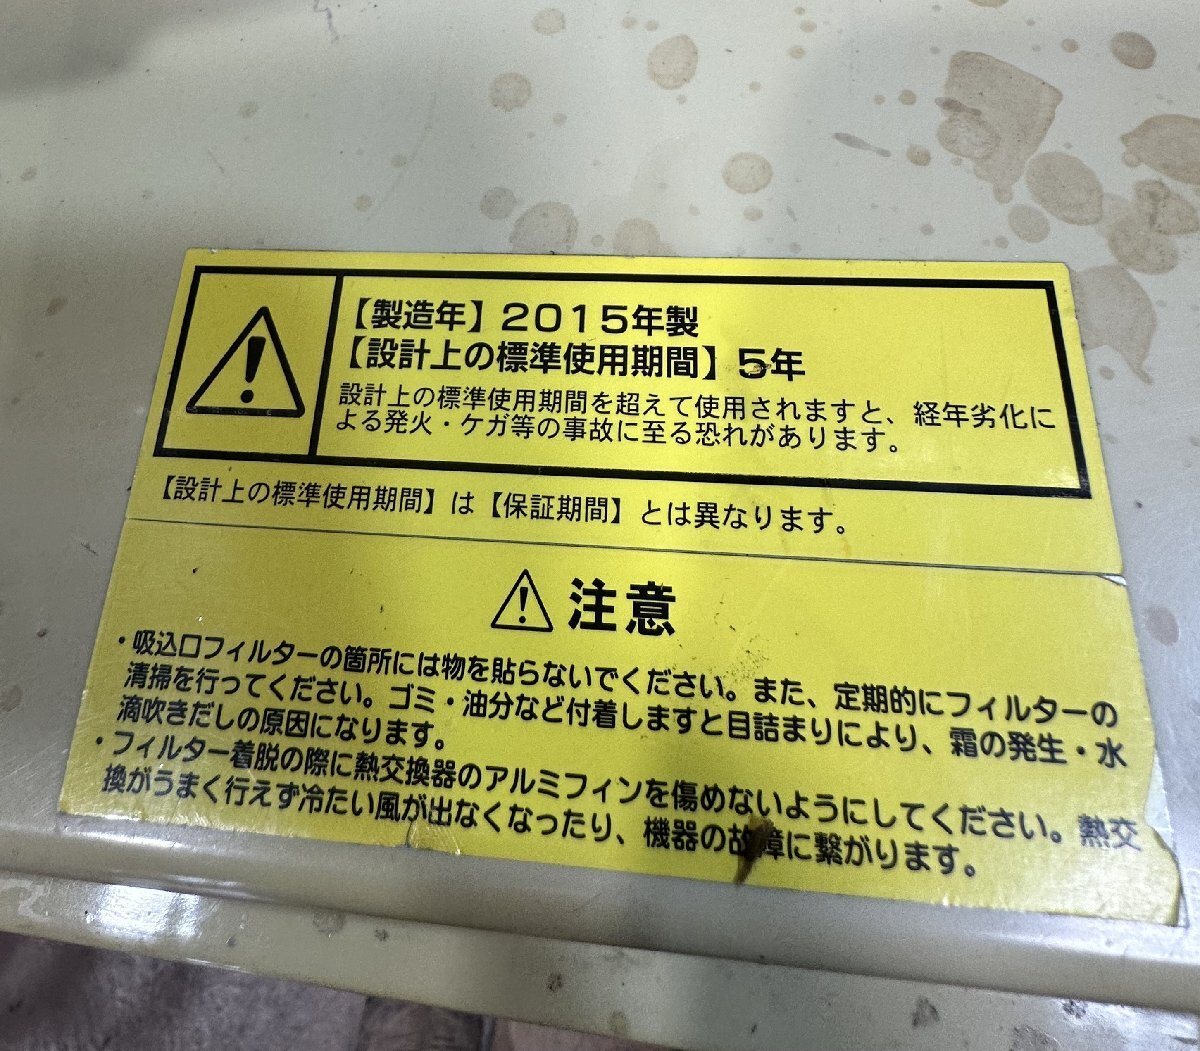 【製造年】2015年製
【設計上の標準使用期間】5年
設計上の標準使用期間を超えて使用されますと、経年劣化に
よる発火・ケガ等の事故に至る恐れがあります。
【設計上の標準使用期間】は【保証期間】とは異なります。
注意
・吸込口フィルターの箇所には物を貼らないでください。また、定期的にフィルターの
清掃を行ってください。ゴミ・油分など付着しますと目詰まりにより、霜の発生・水
滴吹きだしの原因になります。
・フィルター着脱の際に熱交換器のアルミフィンを傷めないようにしてください。熱交
換がうまく行えず冷たい風が出なくなったり、機器の故障に繋がります。